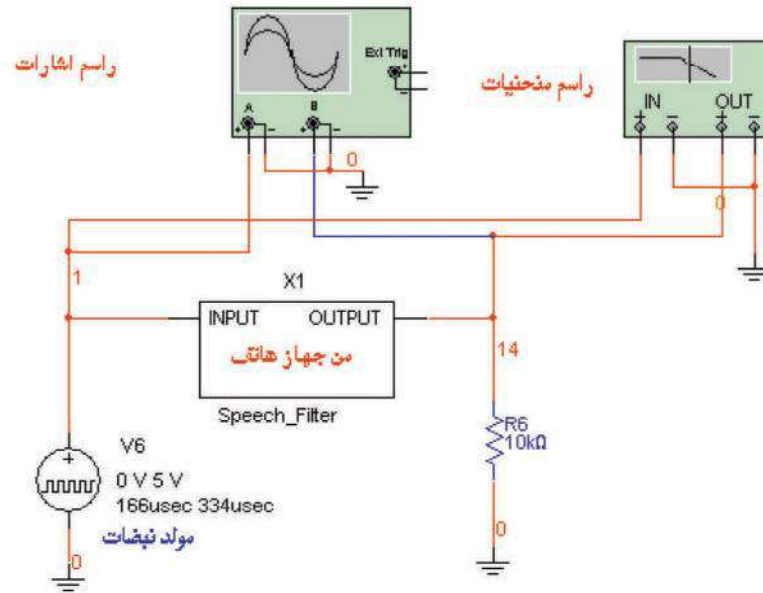 راسم اشارات
Ext Trig
+
-
A
B
+ - + -
0
راسم منحنيات
IN OUT
+ - + -
0
1
X1
INPUT OUTPUT
من جهاز هاتف
Speech_Filter
14
R6
10kΩ
V6
0 V 5 V
166usec 334usec
مولد نبضات
0
0